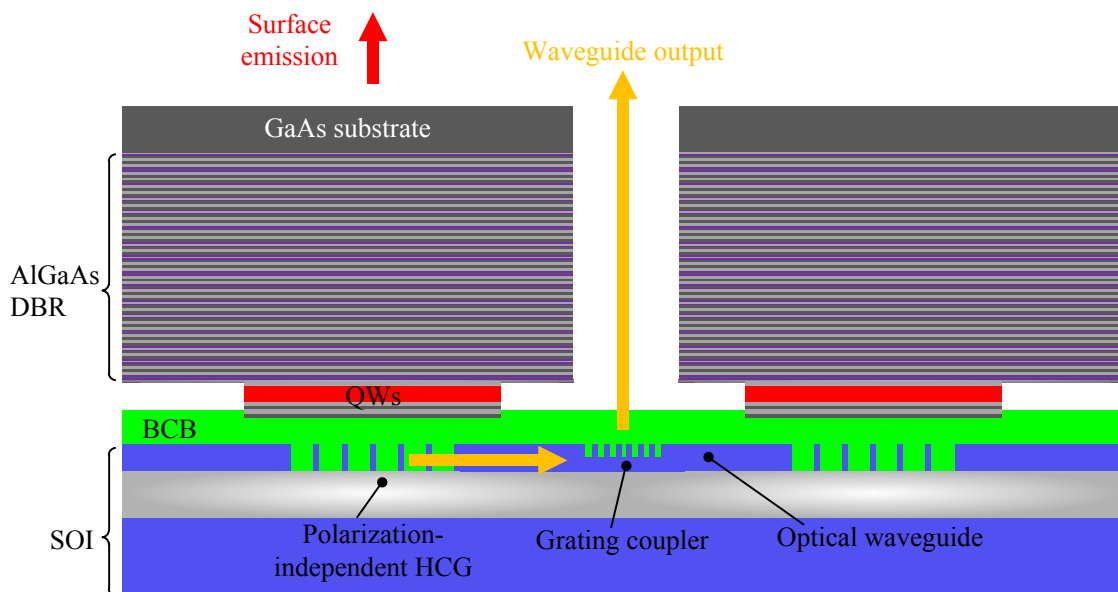 Surface
emission
Waveguide output
GaAs substrate
AlGaAs
DBR
QWs
BCB
SOI
Polarization-
independent HCG
Grating coupler
Optical waveguide